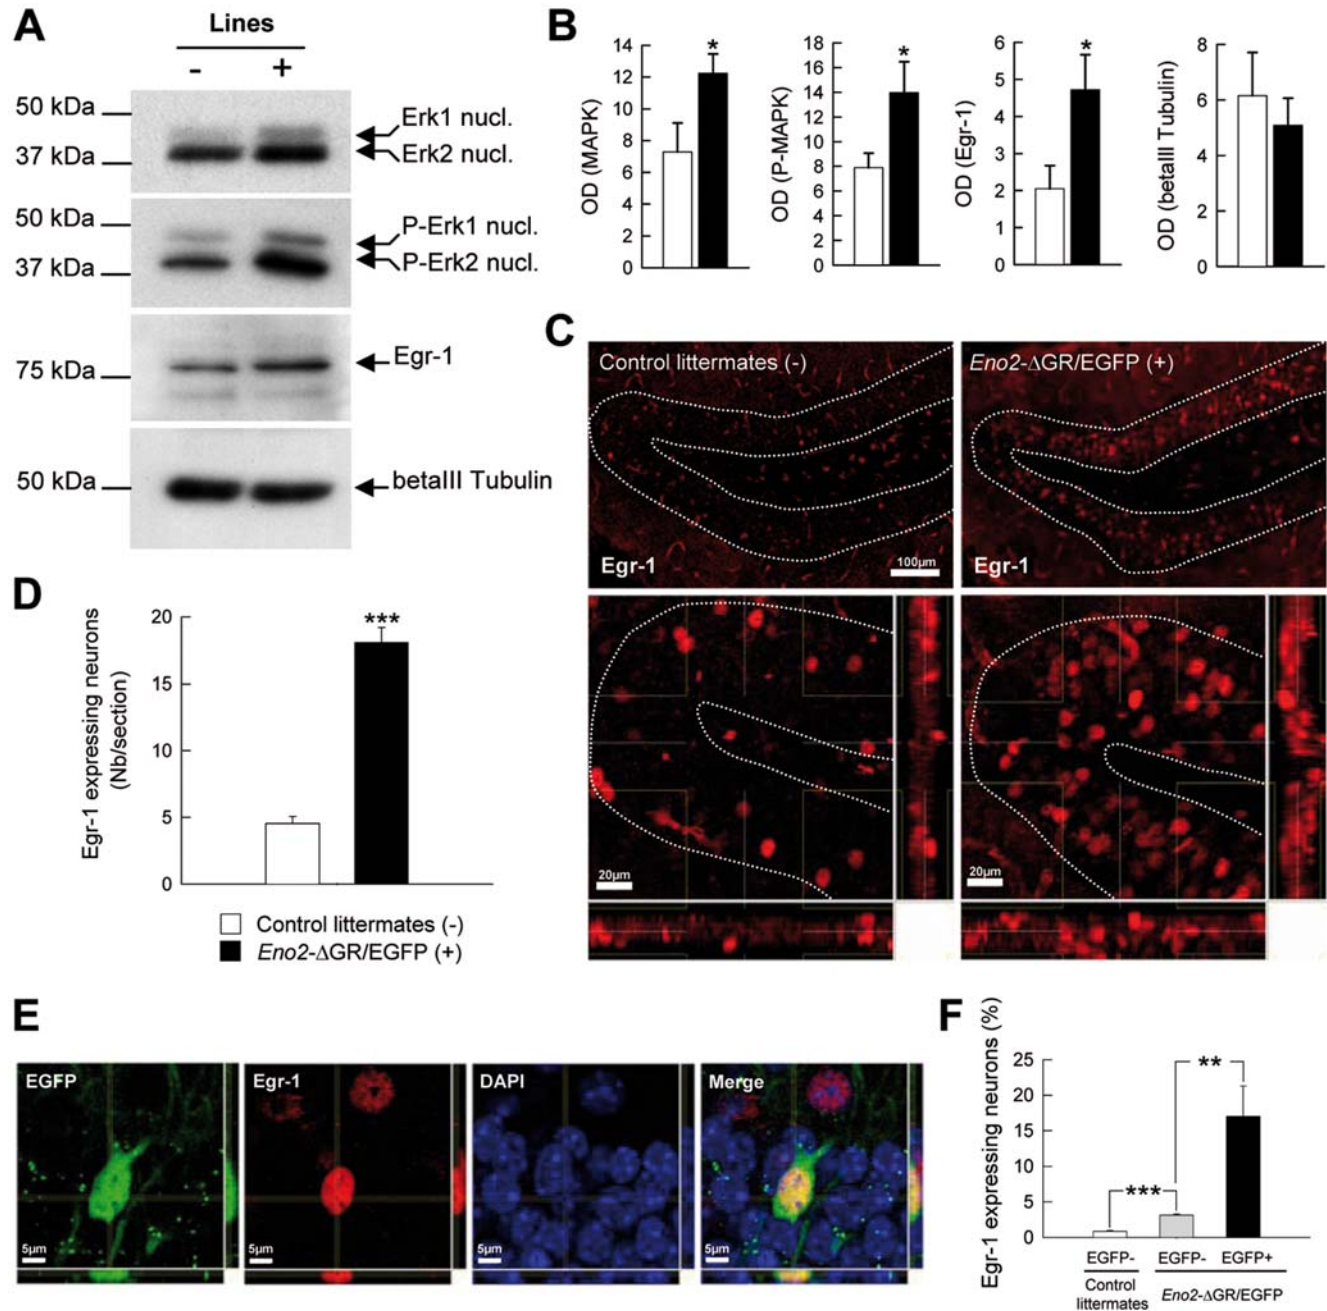 A
Lines
- +
50 kDa
37 kDa
Erk1 nucl.
Erk2 nucl.
50 kDa
37 kDa
P-Erk1 nucl.
P-Erk2 nucl.
75 kDa
Egr-1
50 kDa
betaIII Tubulin
B
OD (MAPK)
14
12
10
8
6
4
2
0
*
OD (P-MAPK)
18
16
14
12
10
8
6
4
2
0
*
OD (Egr-1)
6
5
4
3
2
1
0
*
OD (betaIII Tubulin)
8
6
4
2
0
C
Control littermates (-)
Egr-1
100µm
Eno2-ΔGR/EGFP (+)
Egr-1
20µm
20µm
D
Egr-1 expressing neurons
(Nb/section)
20
15
10
5
0
***
Control littermates (-)
Eno2-ΔGR/EGFP (+)
E
EGFP
5µm
Egr-1
5µm
DAPI
5µm
Merge
5µm
F
Egr-1 expressing neurons (%)
25
20
15
10
5
0
***
**
EGFP- EGFP- EGFP+
Control
littermates
Eno2-ΔGR/EGFP